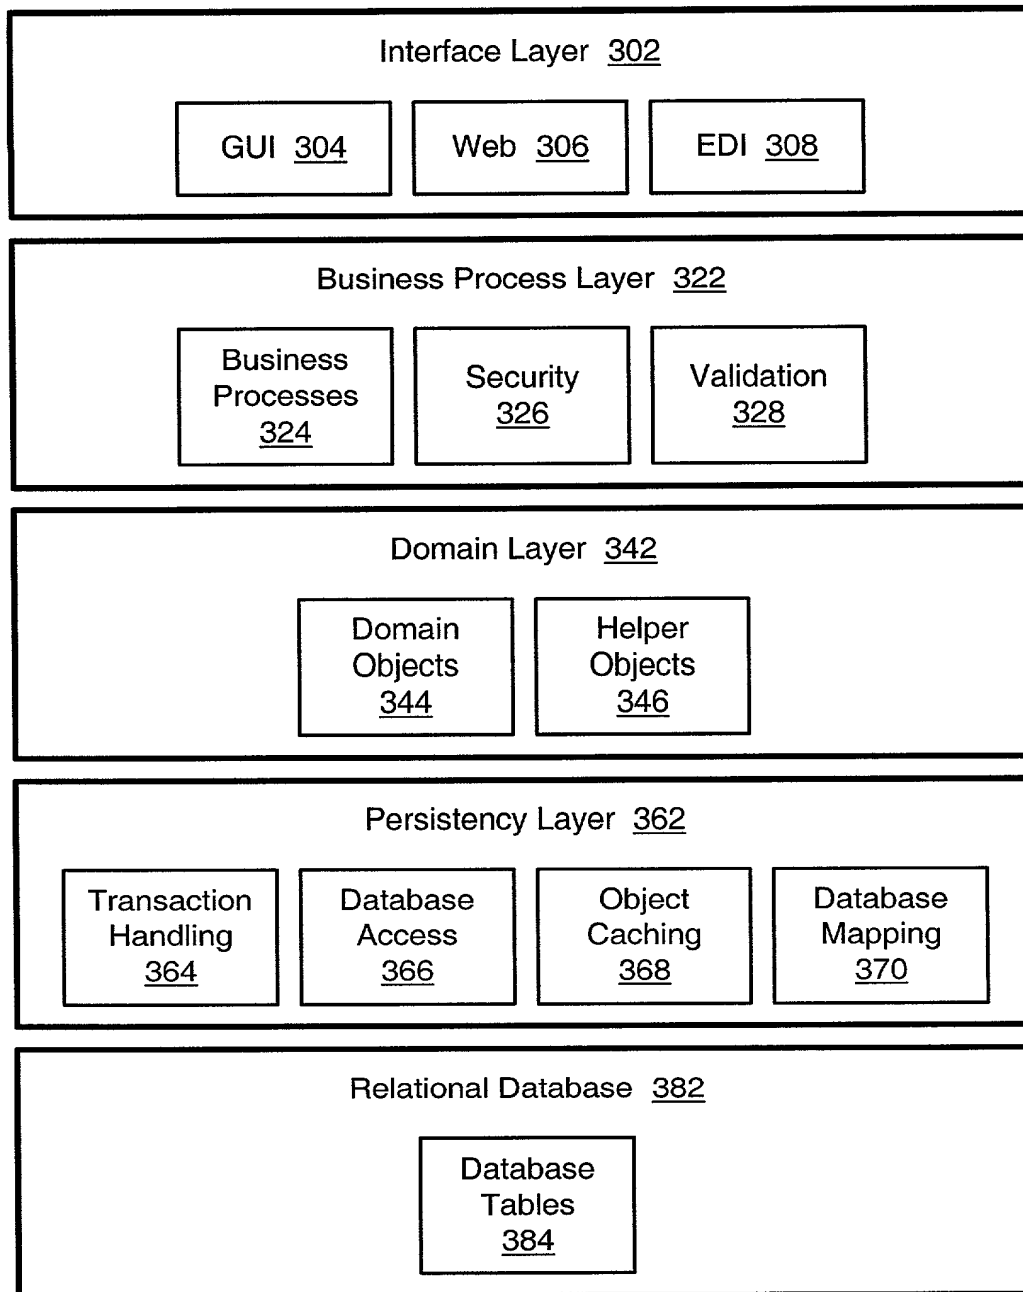 Interface Layer 302
GUI 304
Web 306
EDI 308
Business Process Layer 322
Business
Processes
324
Security
326
Validation
328
Domain Layer 342
Domain
Objects
344
Helper
Objects
346
Persistency Layer 362
Transaction
Handling
364
Database
Access
366
Object
Caching
368
Database
Mapping
370
Relational Database 382
Database
Tables
384